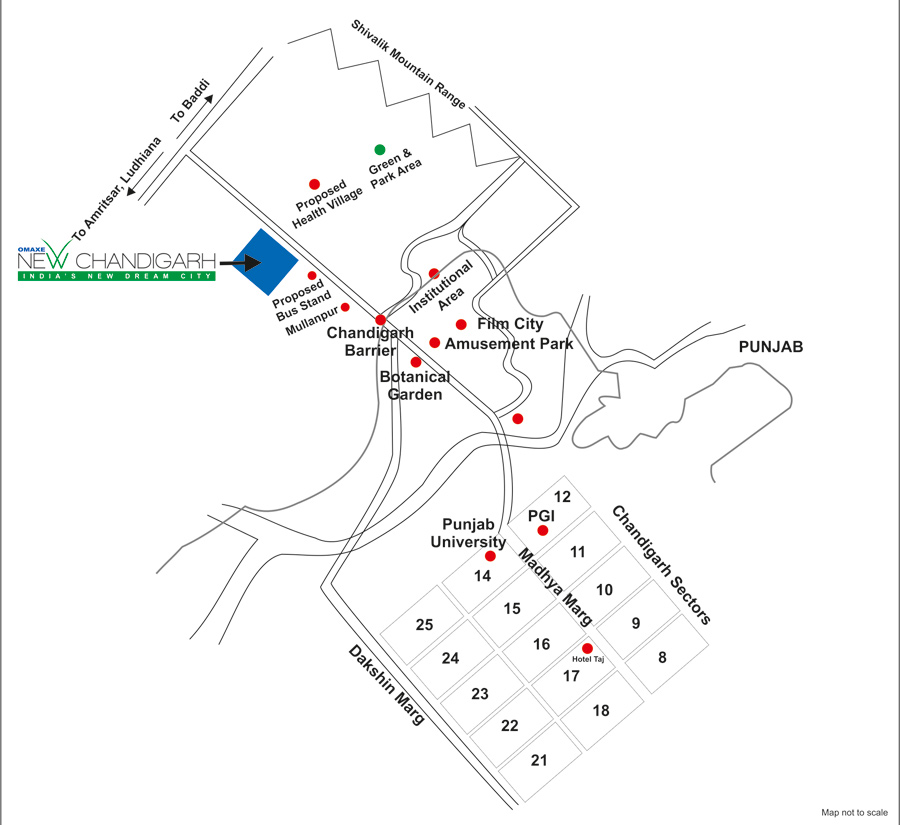 Shivalik Mountain Range
To Baddi
To Amritsar, Ludhiana
Green &
Park Area
Proposed
Health Village
OMAXE
NEW CHANDIGARH
INDIA'S NEW DREAM CITY
Proposed
Bus Stand
Mullanpur
Institutional
Area
Film City
Amusement Park
Chandigarh
Barrier
Botanical
Garden
PUNJAB
12
PGI
Punjab
University
Chandigarh Sectors
Madhya Marg
11
14
10
15
9
25
16
8
24
Hotel Taj
17
Dakshin Marg
23
18
22
21
Map not to scale